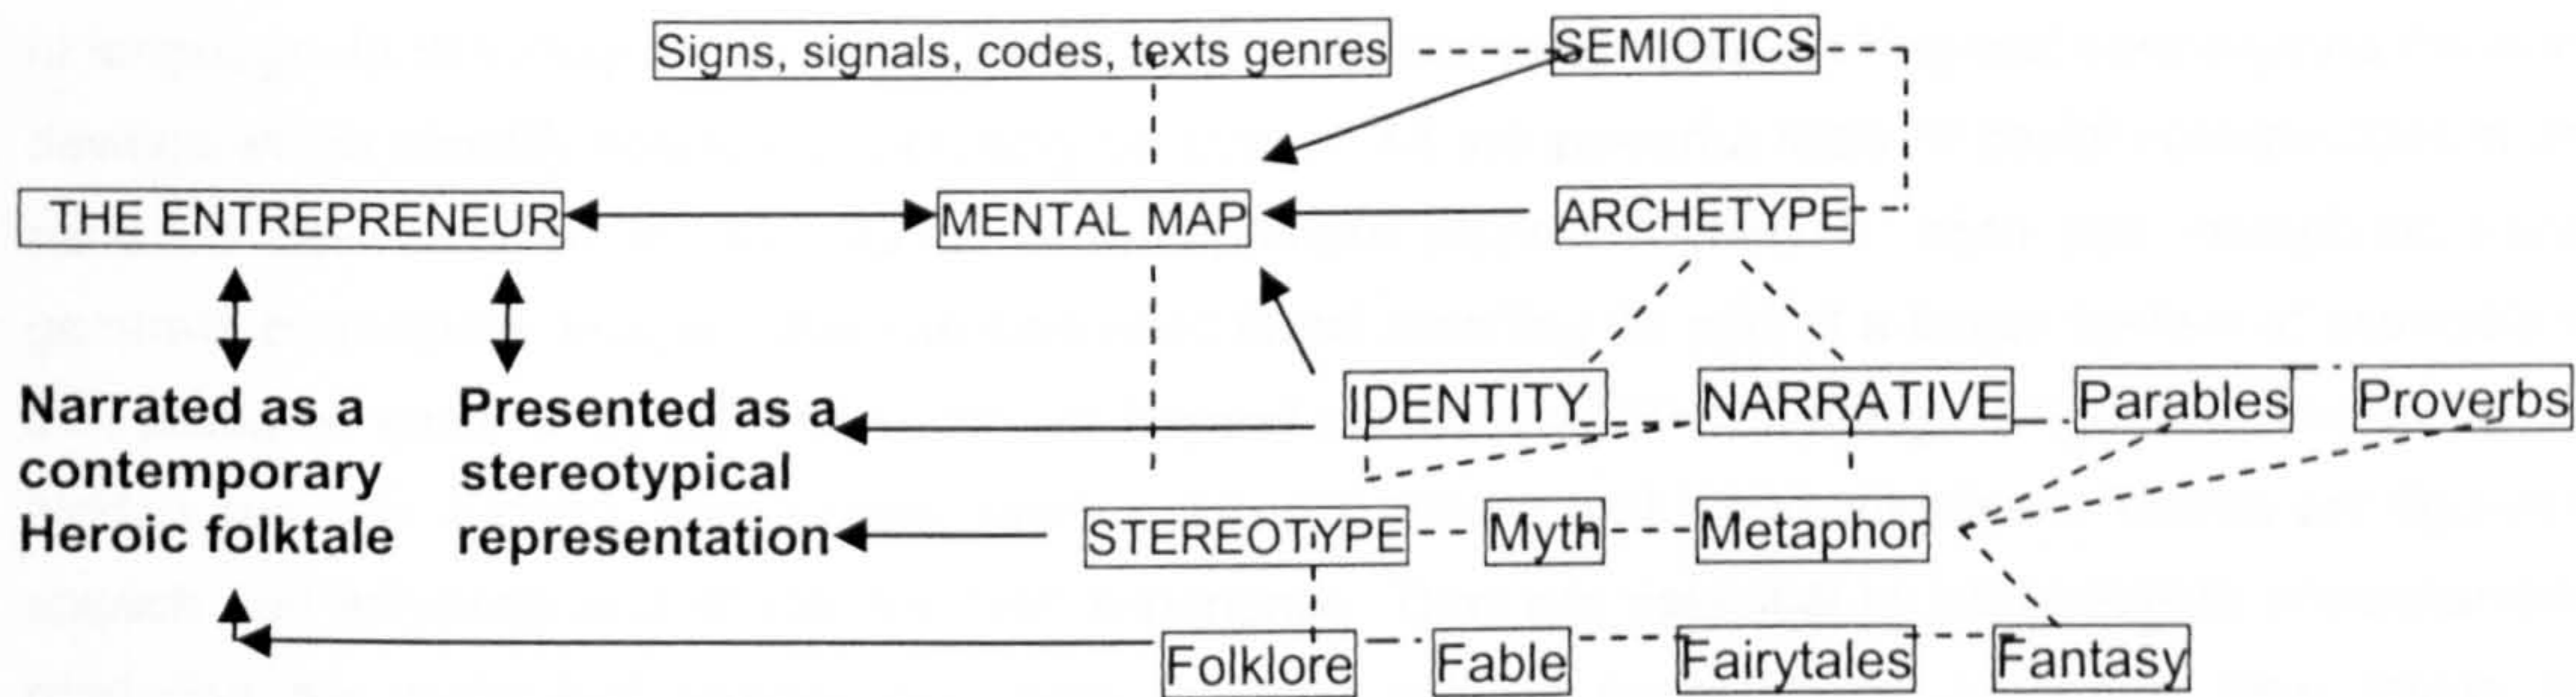 Signs, signals, codes, texts genres
SEMIOTICS
THE ENTREPRENEUR
MENTAL MAP
ARCHETYPE
IDENTITY
NARRATIVE
Parables
Proverbs
Narrated as a
contemporary
Heroic folktale
Presented as a
stereotypical
representation
STEREOTYPE
Myth
Metaphor
Folklore
Fable
Fairytales
Fantasy